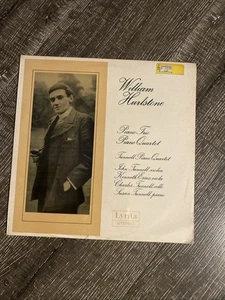 William
Hurlstone
Piano Trio
Piano Quartet
Tunnell Piano Quartet
John Tunnell, violin
Kenneth Essex, viola
Charles Tunnell, cello
Susan Tunnell, piano
LYRITA